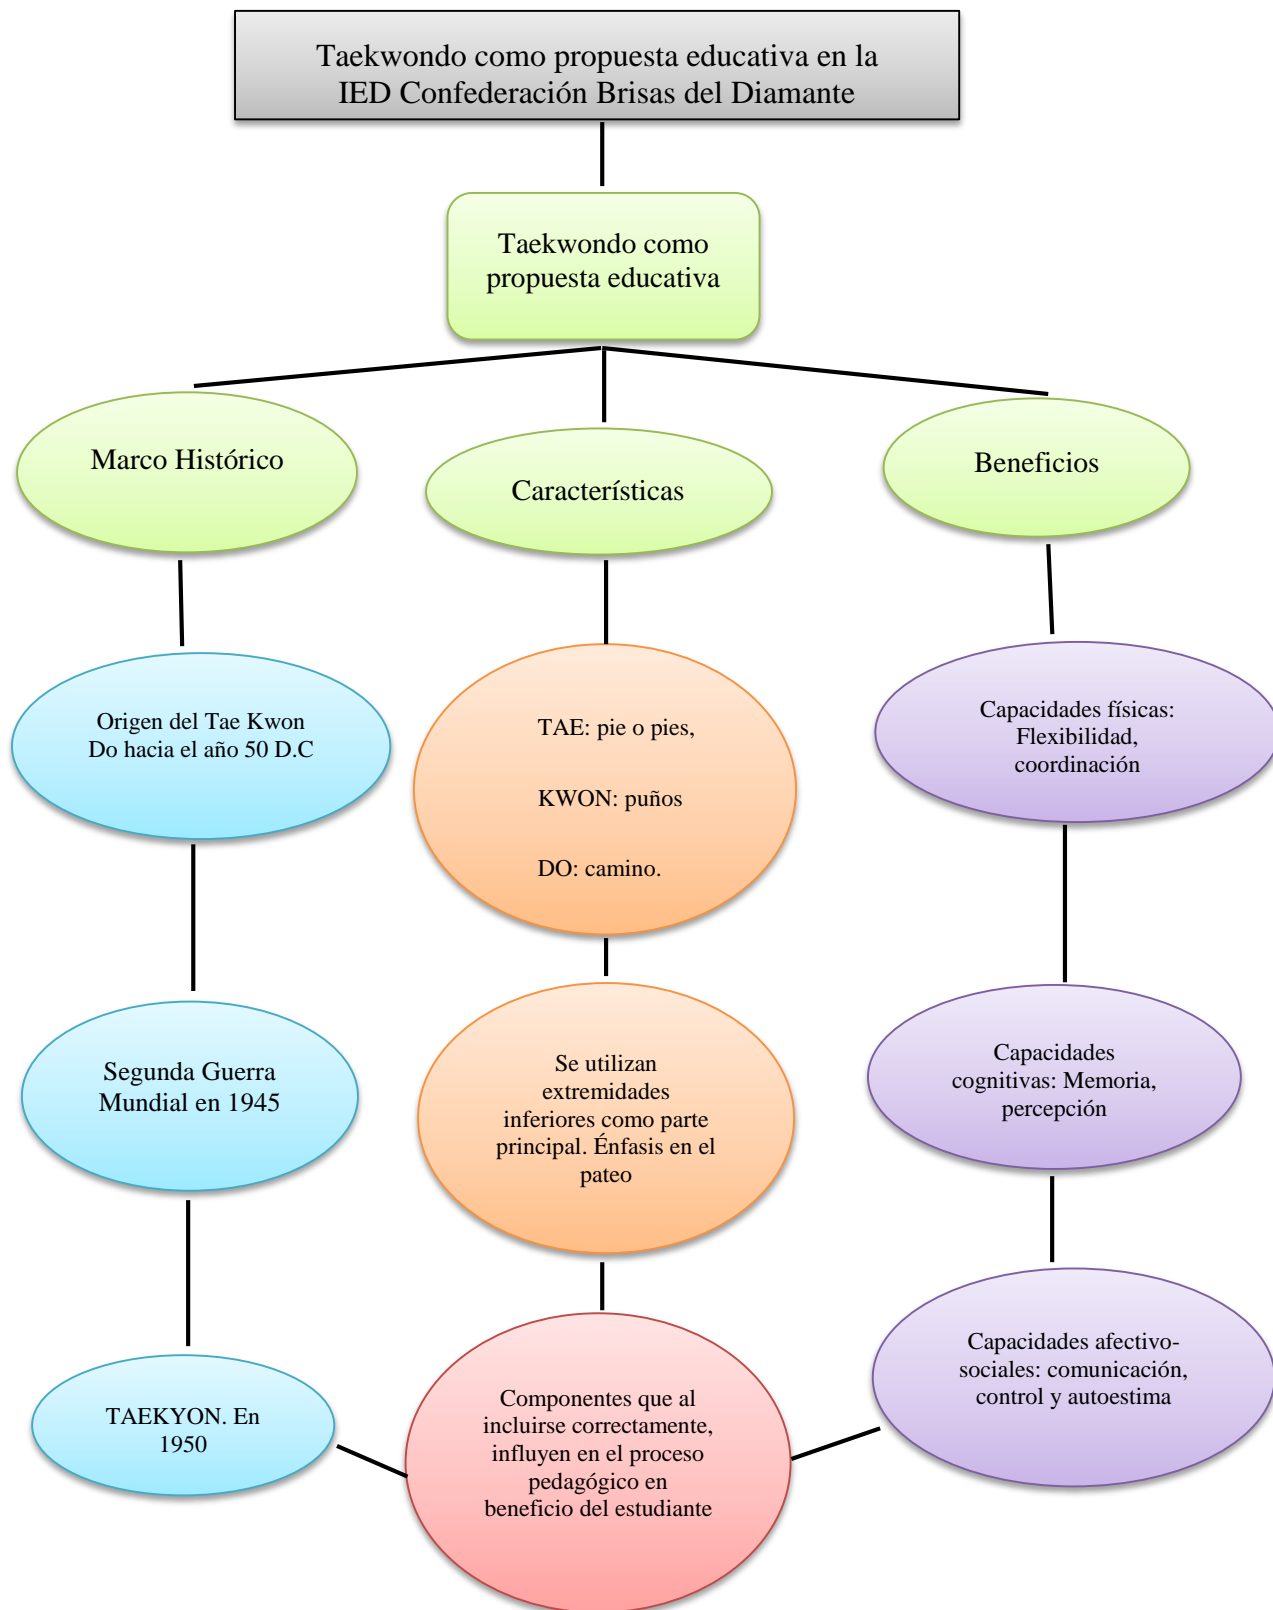 Taekwondo como propuesta educativa en la
IED Confederación Brisas del Diamante
Taekwondo como
propuesta educativa
Marco Histórico
Características
Beneficios
Origen del Tae Kwon
Do hacia el año 50 D.C
TAE: pie o pies,
KWON: puños
DO: camino.
Capacidades físicas:
Flexibilidad,
coordinación
Segunda Guerra
Mundial en 1945
Se utilizan
extremidades
inferiores como parte
principal. Énfasis en el
pateo
Capacidades
cognitivas: Memoria,
percepción
TAEKYON. En
1950
Componentes que al
incluirse correctamente,
influyen en el proceso
pedagógico en
beneficio del estudiante
Capacidades afectivo-
sociales: comunicación,
control y autoestima